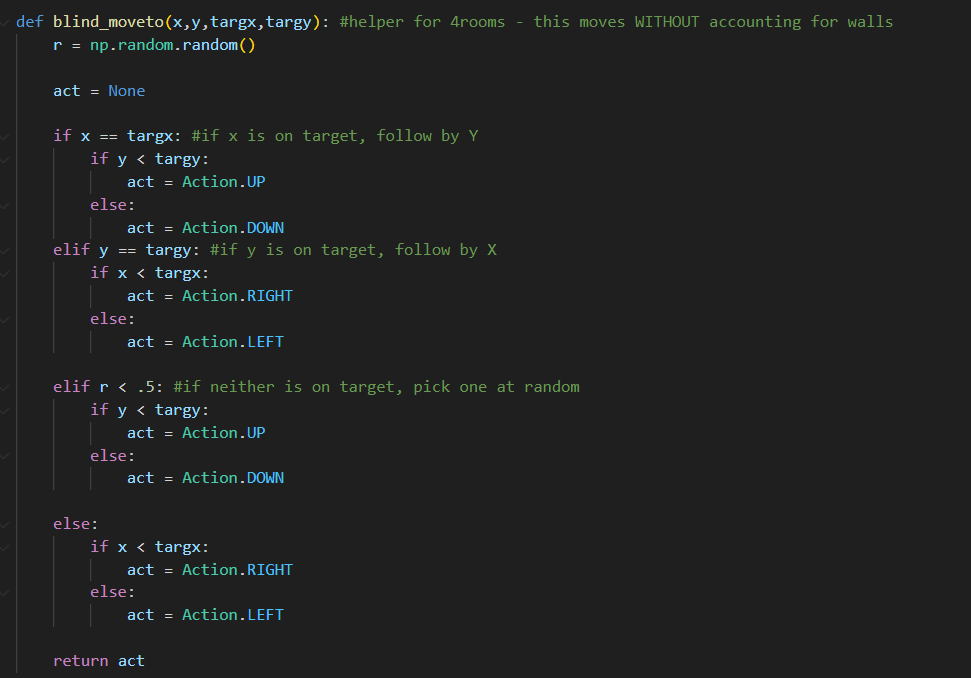 def blind_moveto(x,y,targx,targy): #helper for 4rooms - this moves WITHOUT accounting for walls
    r = np.random.random()

    act = None

    if x == targx: #if x is on target, follow by Y
        if y < targy:
            act = Action.UP
        else:
            act = Action.DOWN
    elif y == targy: #if y is on target, follow by X
        if x < targx:
            act = Action.RIGHT
        else:
            act = Action.LEFT

    elif r < .5: #if neither is on target, pick one at random
        if y < targy:
            act = Action.UP
        else:
            act = Action.DOWN

    else:
        if x < targx:
            act = Action.RIGHT
        else:
            act = Action.LEFT

    return act